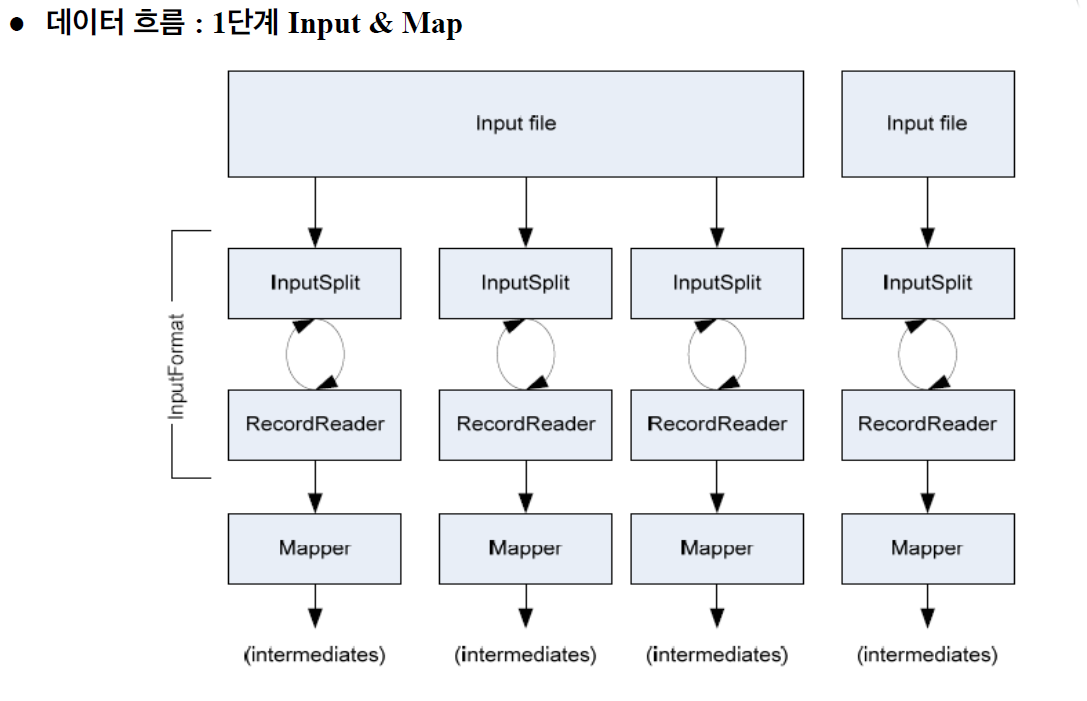 ● 데이터 흐름 : 1단계 Input & Map
Input file Input file
InputSplit InputSplit InputSplit InputSplit
InputFormat
RecordReader RecordReader RecordReader RecordReader
Mapper Mapper Mapper Mapper
(intermediates) (intermediates) (intermediates) (intermediates)